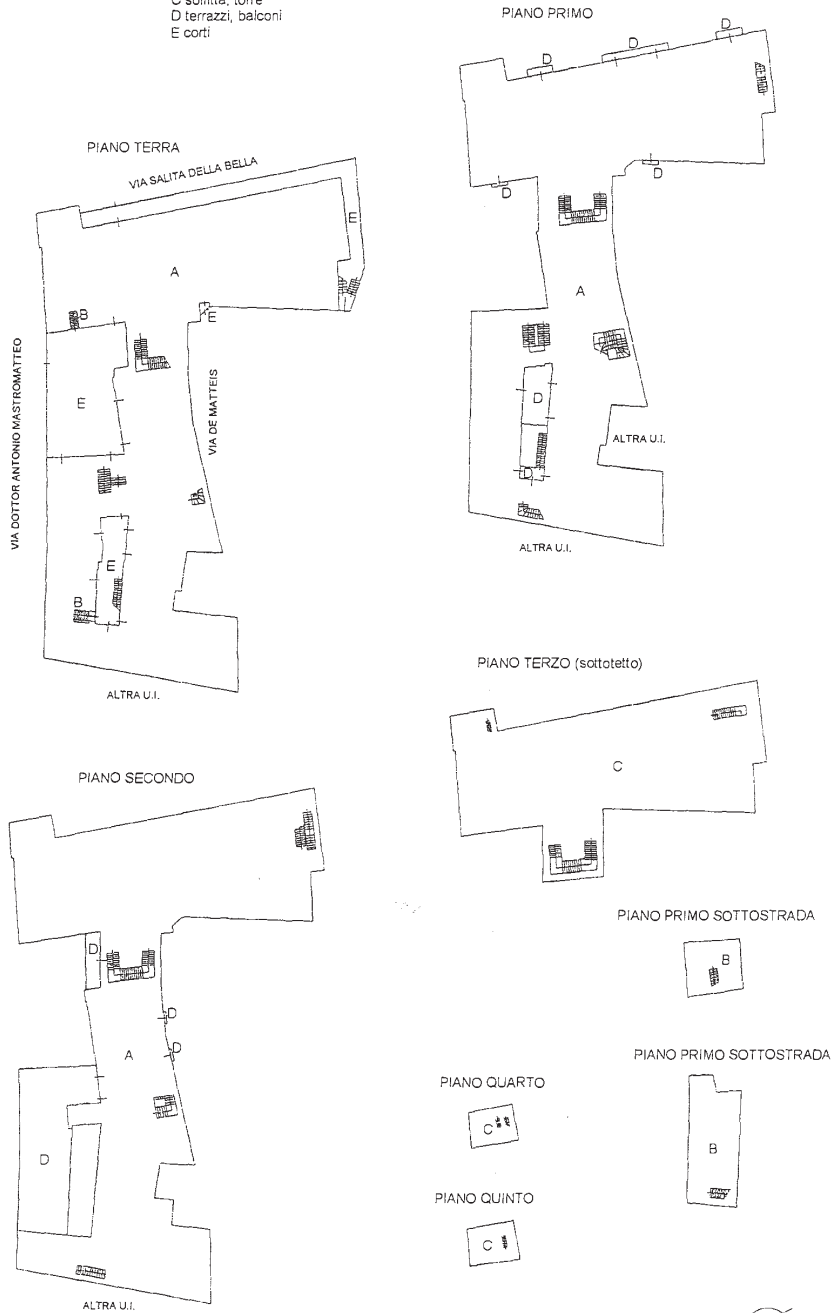 C soffitta, torre
D terrazzi, balconi
E corti
PIANO PRIMO
D
D
D
D
D
A
D
D
ALTRA U.I.
ALTRA U.I.
PIANO TERRA
VIA SALITA DELLA BELLA
E
A
B
E
VIA DOTTOR ANTONIO MASTROMATTEO
E
VIA DE MATTEIS
E
B
ALTRA U.I.
PIANO TERZO (sottotetto)
C
PIANO SECONDO
D
D
D
A
D
ALTRA U.I.
PIANO PRIMO SOTTOSTRADA
B
PIANO PRIMO SOTTOSTRADA
B
PIANO QUARTO
C
PIANO QUINTO
C